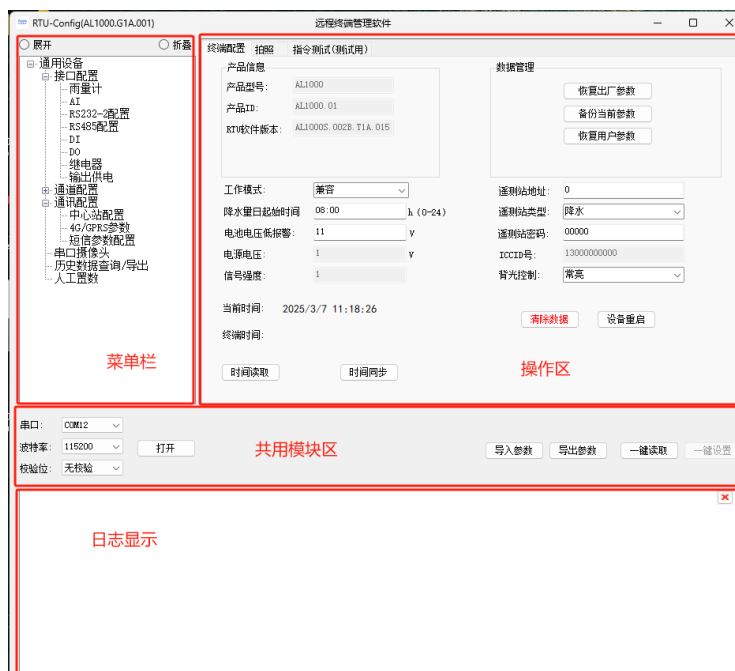 RTU-Config(AL1000.G1A.001)
远程终端管理软件
展开
折叠
通用设备
接口配置
雨量计
AI
RS232-2配置
RS485配置
DI
DO
继电器
输出供电
通道配置
通讯配置
中心站配置
4G/GPRS参数
短信参数配置
串口摄像头
历史数据查询/导出
人工置数
菜单栏
终端配置 拍照 指令测试(测试用)
产品信息
产品型号: AL1000
产品ID: AL1000.01
RTU软件版本: AL1000S.002B.T1A.015
数据管理
恢复出厂参数
备份当前参数
恢复用户参数
工作模式: 兼容
降水量日起始时间 08:00 h (0-24)
电池电压低报警: 11 V
电源电压: 1 V
信号强度: 1
遥测站地址: 0
遥测站类型: 降水
遥测站密码: 00000
ICCID号: 13000000000
背光控制: 常亮
当前时间: 2025/3/7 11:18:26
终端时间:
清除数据 设备重启
时间读取 时间同步
操作区
串口: COM12
波特率: 115200
校验位: 无校验
打开
共用模块区
导入参数 导出参数 一键读取 一键设置
日志显示